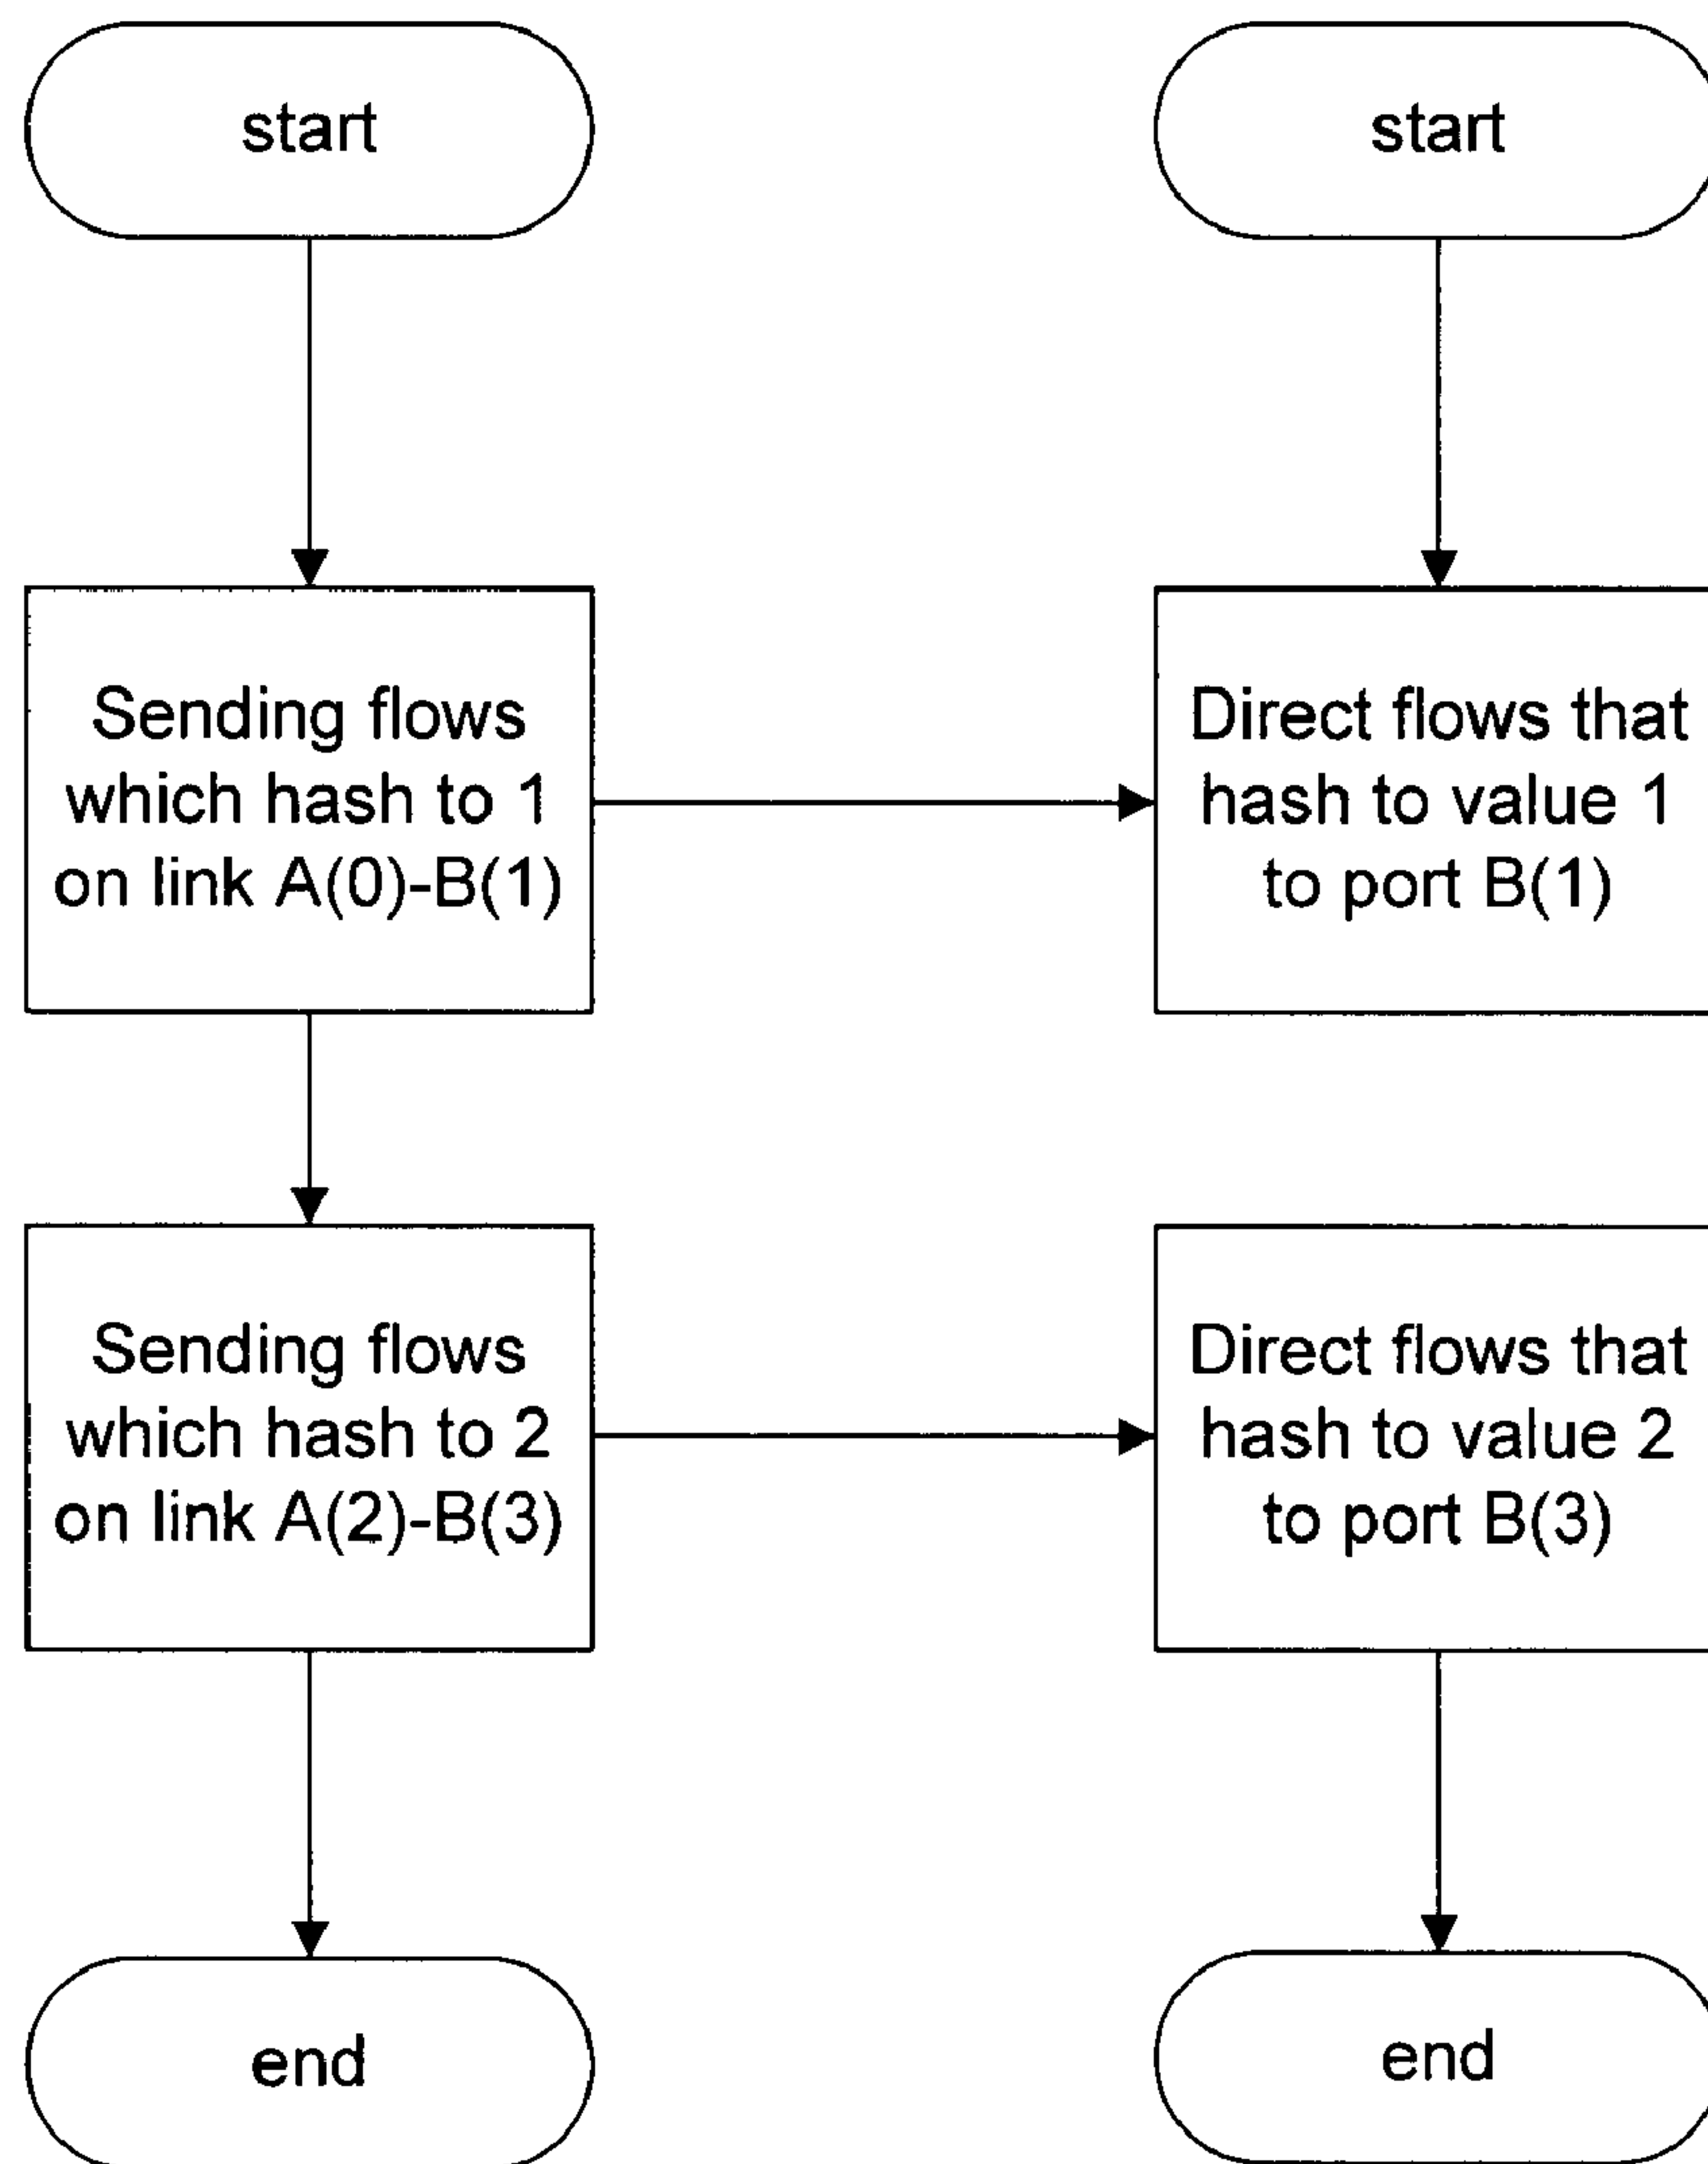 start
start
Sending flows
which hash to 1
on link A(0)-B(1)
Direct flows that
hash to value 1
to port B(1)
Sending flows
which hash to 2
on link A(2)-B(3)
Direct flows that
hash to value 2
to port B(3)
end
end